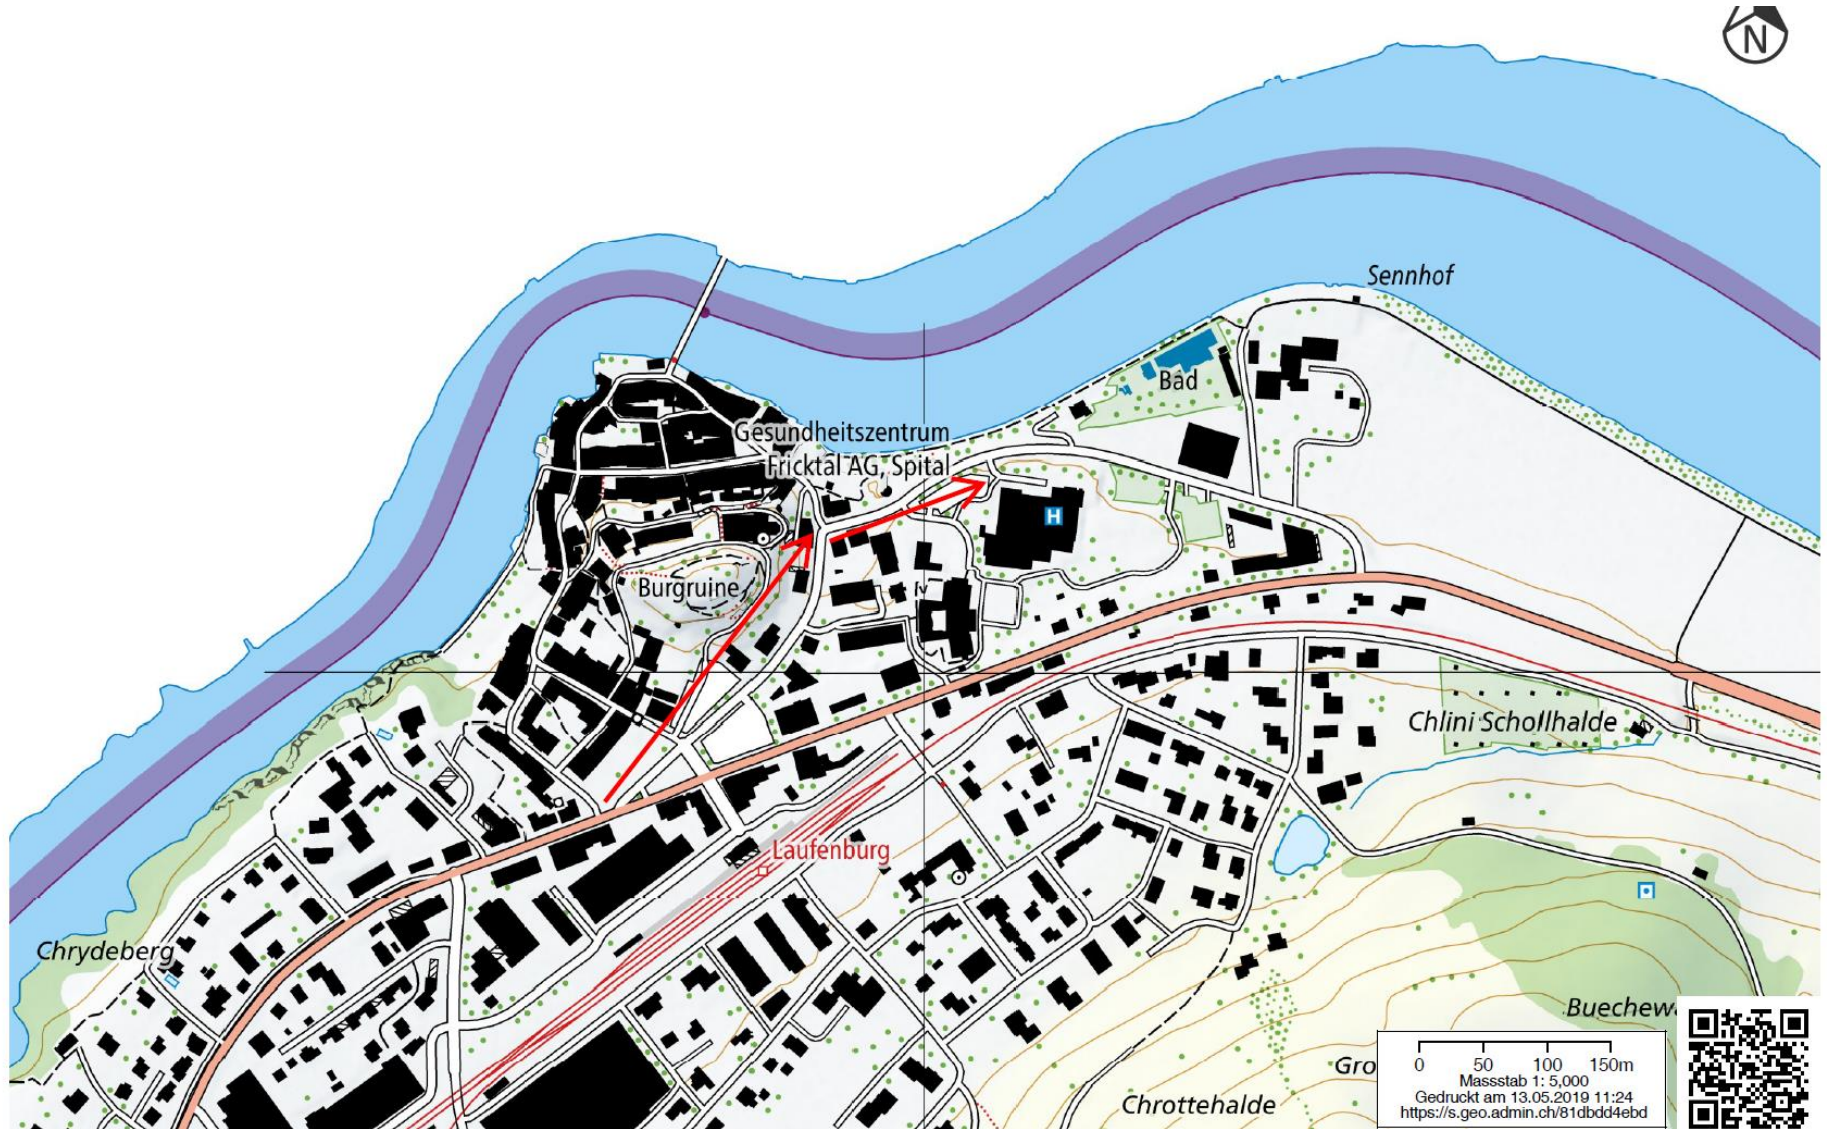 N
Sennhof
Bad
Gesundheitszentrum
Fricktal AG, Spital
H
Burgruine
Chlini Schollhalde
Laufenburg
Chrydeberg
Buechewa
Gro
Chrottehalde
0 50 100 150m
Massstab 1: 5,000
Gedruckt am 13.05.2019 11:24
https://s.geo.admin.ch/81dbdd4ebd